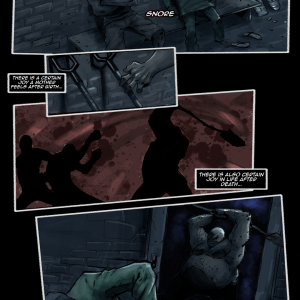 SNORE
THERE IS A CERTAIN
JOY A MOTHER
FEELS AFTER BIRTH...
THERE IS ALSO CERTAIN
JOY IN LIFE AFTER
DEATH...